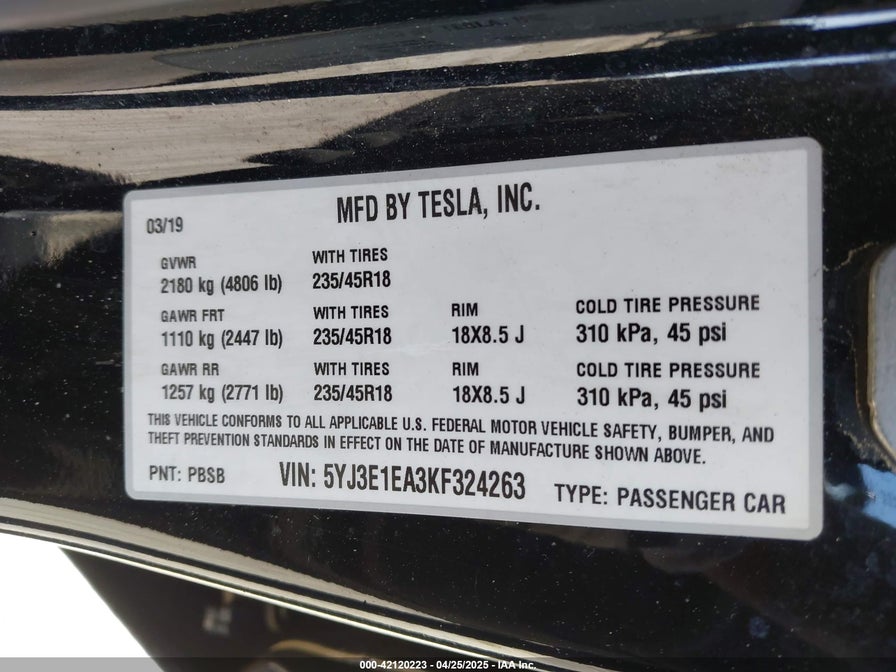 03/19
MFD BY TESLA, INC.
GVWR WITH TIRES
2180 kg (4806 lb) 235/45R18
GAWR FRT WITH TIRES RIM COLD TIRE PRESSURE
1110 kg (2447 lb) 235/45R18 18X8.5 J 310 kPa, 45 psi
GAWR RR WITH TIRES RIM COLD TIRE PRESSURE
1257 kg (2771 lb) 235/45R18 18X8.5 J 310 kPa, 45 psi
THIS VEHICLE CONFORMS TO ALL APPLICABLE U.S. FEDERAL MOTOR VEHICLE SAFETY, BUMPER, AND
THEFT PREVENTION STANDARDS IN EFFECT ON THE DATE OF MANUFACTURE SHOWN ABOVE.
PNT: PBSB VIN: 5YJ3E1EA3KF324263 TYPE: PASSENGER CAR
000-42120223 - 04/25/2025 - IAA Inc.